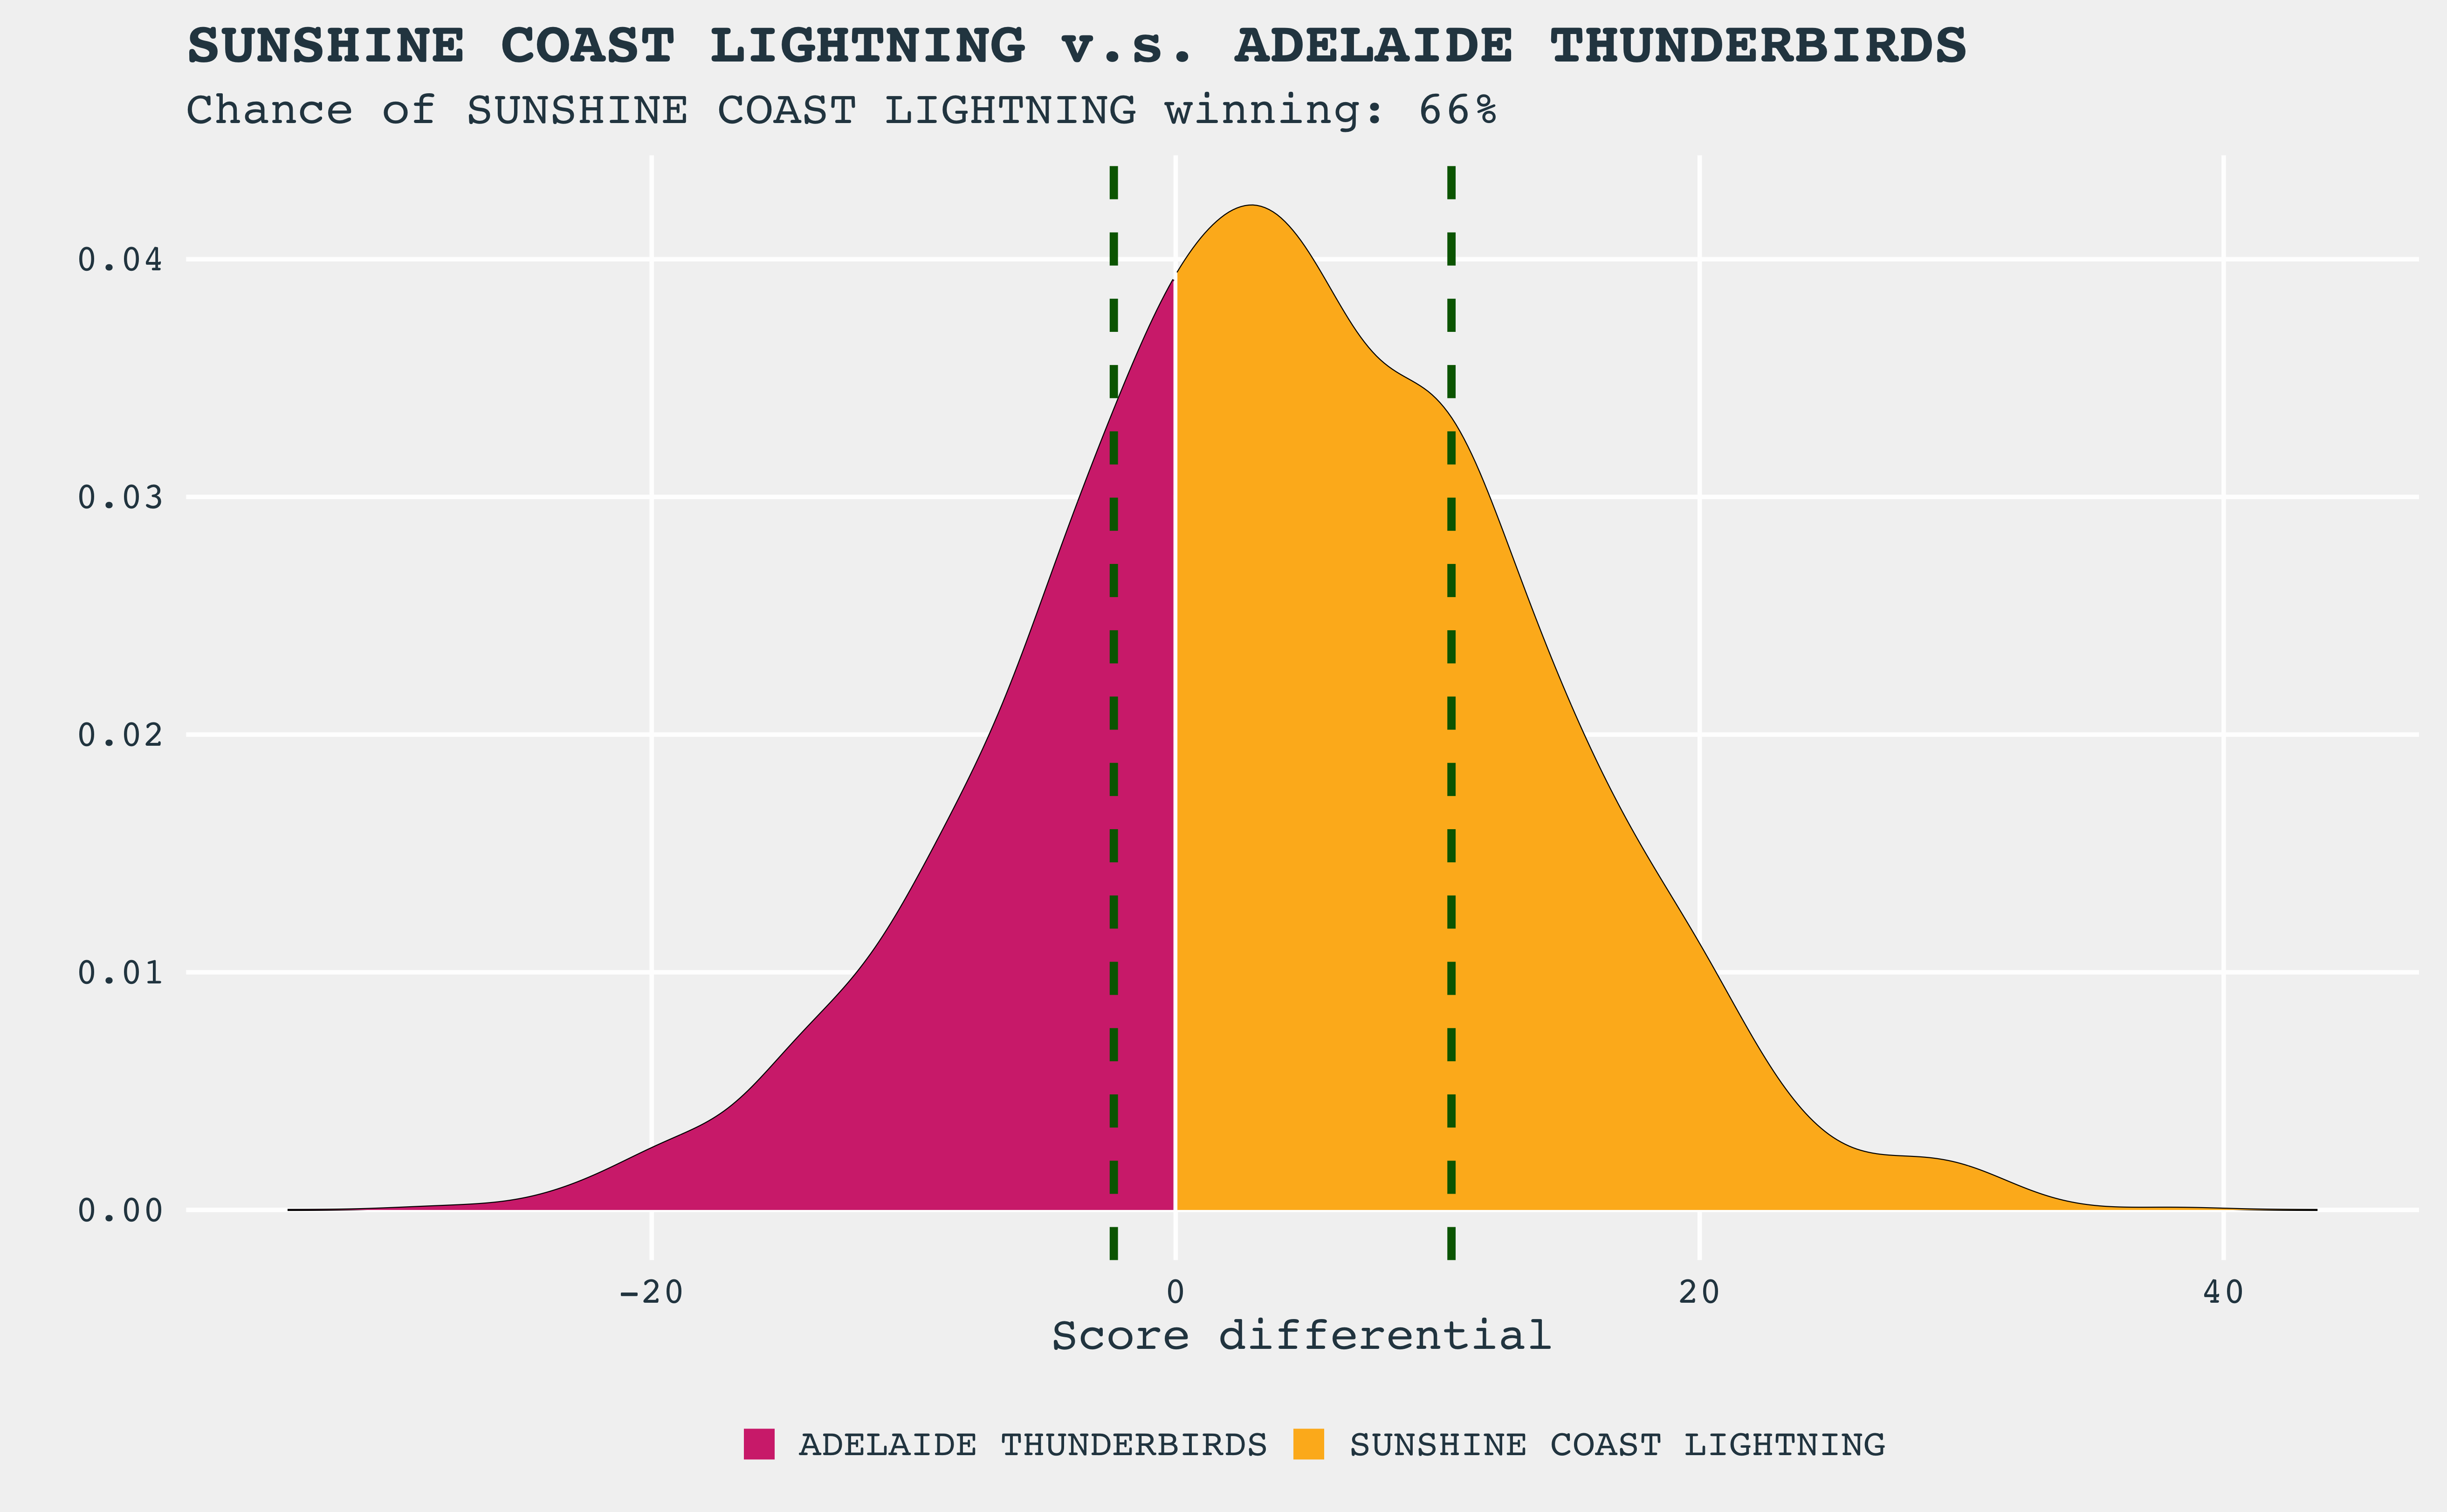 SUNSHINE COAST LIGHTNING v.s. ADELAIDE THUNDERBIRDS
Chance of SUNSHINE COAST LIGHTNING winning: 66%
0.04
0.03
0.02
0.01
0.00
-20 0 20 40
Score differential
ADELAIDE THUNDERBIRDS SUNSHINE COAST LIGHTNING